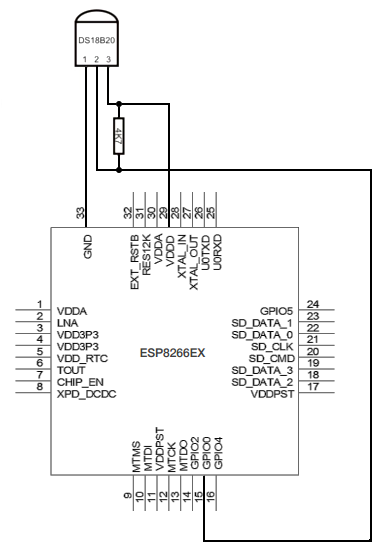 DS18B20
1 2 3
4K7
33 32 31 30 29 28 27 26 25
GND EXT_RSTB RES12K VDDA VDDD XTAL_IN XTAL_OUT U0TXD U0RXD
1 VDDA GPIO5 24
2 LNA SD_DATA_1 23
3 VDD3P3 SD_DATA_0 22
4 VDD3P3 SD_CLK 21
5 VDD_RTC ESP8266EX SD_CMD 20
6 TOUT SD_DATA_3 19
7 CHIP_EN SD_DATA_2 18
8 XPD_DCDC VDDPST 17
MTMS MTDI VDDPST MTCK MTDO GPIO2 GPIO0 GPIO4
9 10 11 12 13 14 15 16